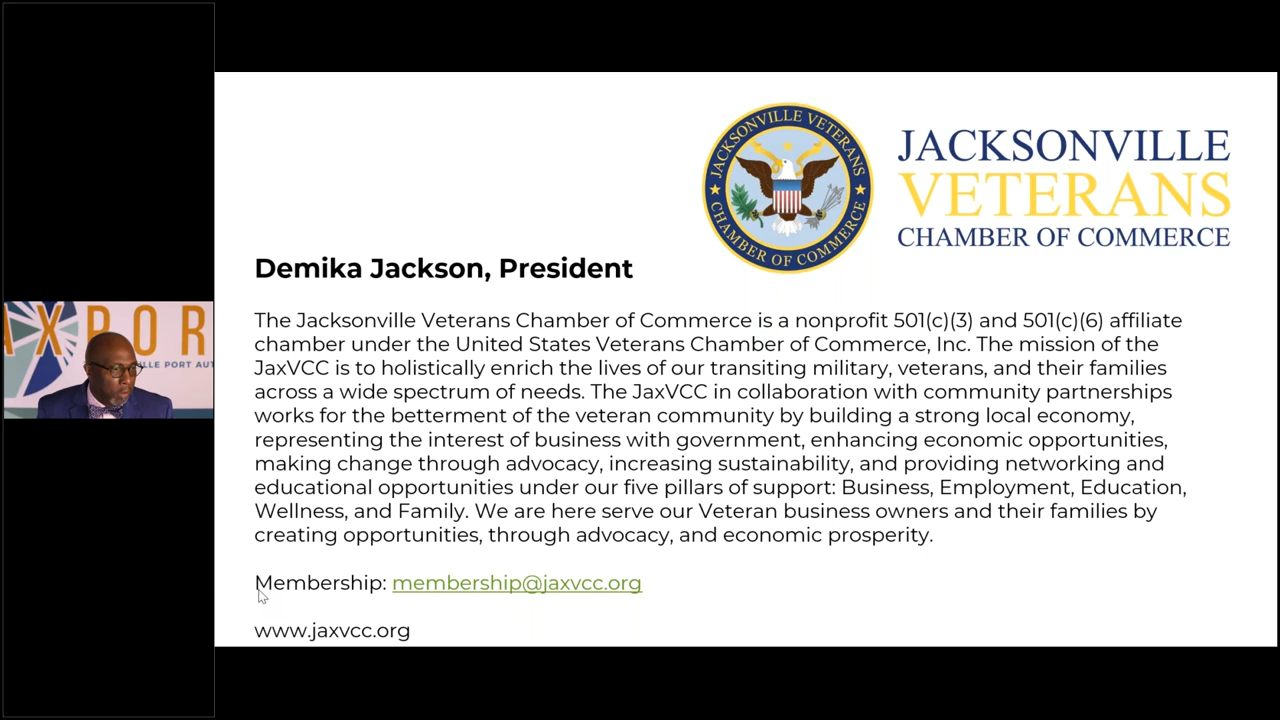 AXPOR
ILLE PORT AUT
JACKSONVILLE VETERANS
CHAMBER OF COMMERCE
JACKSONVILLE
VETERANS
CHAMBER OF COMMERCE
Demika Jackson, President
The Jacksonville Veterans Chamber of Commerce is a nonprofit 501(c)(3) and 501(c)(6) affiliate
chamber under the United States Veterans Chamber of Commerce, Inc. The mission of the
JaxVCC is to holistically enrich the lives of our transiting military, veterans, and their families
across a wide spectrum of needs. The JaxVCC in collaboration with community partnerships
works for the betterment of the veteran community by building a strong local economy,
representing the interest of business with government, enhancing economic opportunities,
making change through advocacy, increasing sustainability, and providing networking and
educational opportunities under our five pillars of support: Business, Employment, Education,
Wellness, and Family. We are here serve our Veteran business owners and their families by
creating opportunities, through advocacy, and economic prosperity.
Membership: membership@jaxvcc.org
www.jaxvcc.org